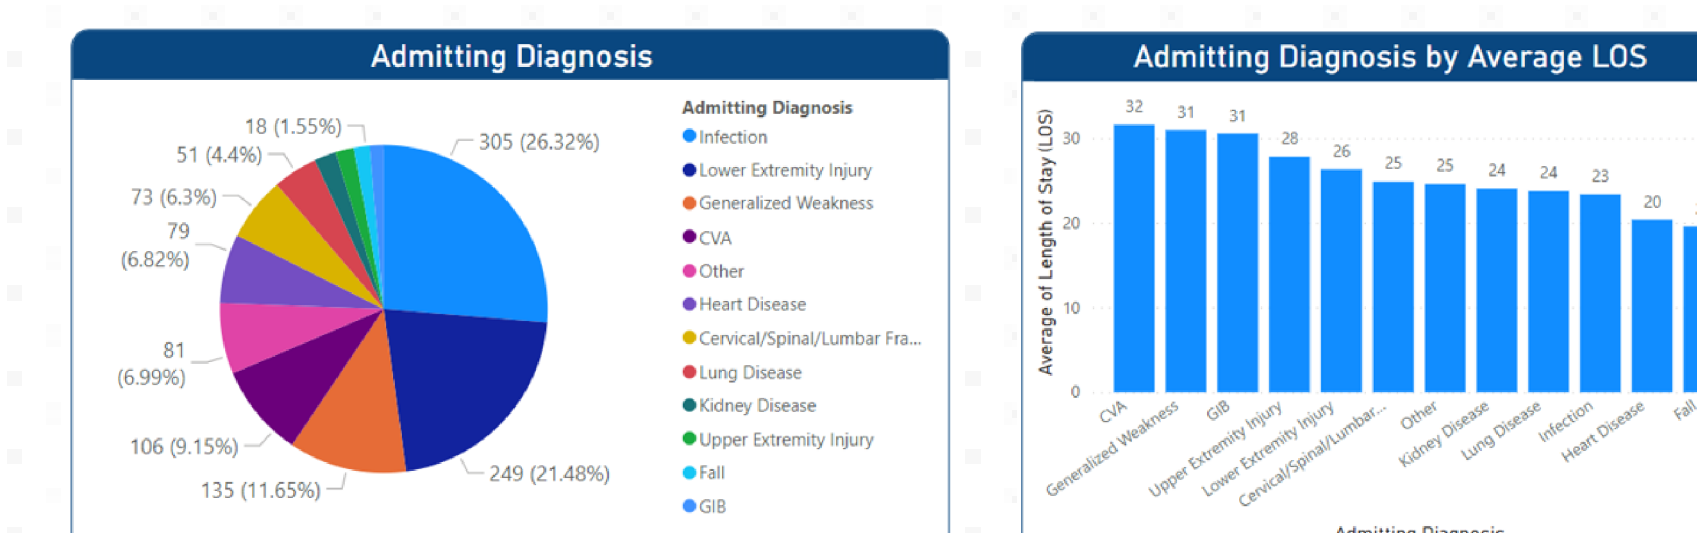 Admitting Diagnosis
18 (1.55%)
51 (4.4%)
73 (6.3%)
79
(6.82%)
81
(6.99%)
106 (9.15%)
135 (11.65%)
249 (21.48%)
305 (26.32%)
Admitting Diagnosis
Infection
Lower Extremity Injury
Generalized Weakness
CVA
Other
Heart Disease
Cervical/Spinal/Lumbar Fra...
Lung Disease
Kidney Disease
Upper Extremity Injury
Fall
GIB
Admitting Diagnosis by Average LOS
Average of Length of Stay (LOS)
30
20
10
0
32
31
31
28
26
25
25
24
24
23
20
CVA
Generalized Weakness
GIB
Upper Extremity Injury
Lower Extremity Injury
Cervical/Spinal/Lumbar...
Other
Kidney Disease
Lung Disease
Infection
Heart Disease
Fall
Admitting Diagnosis